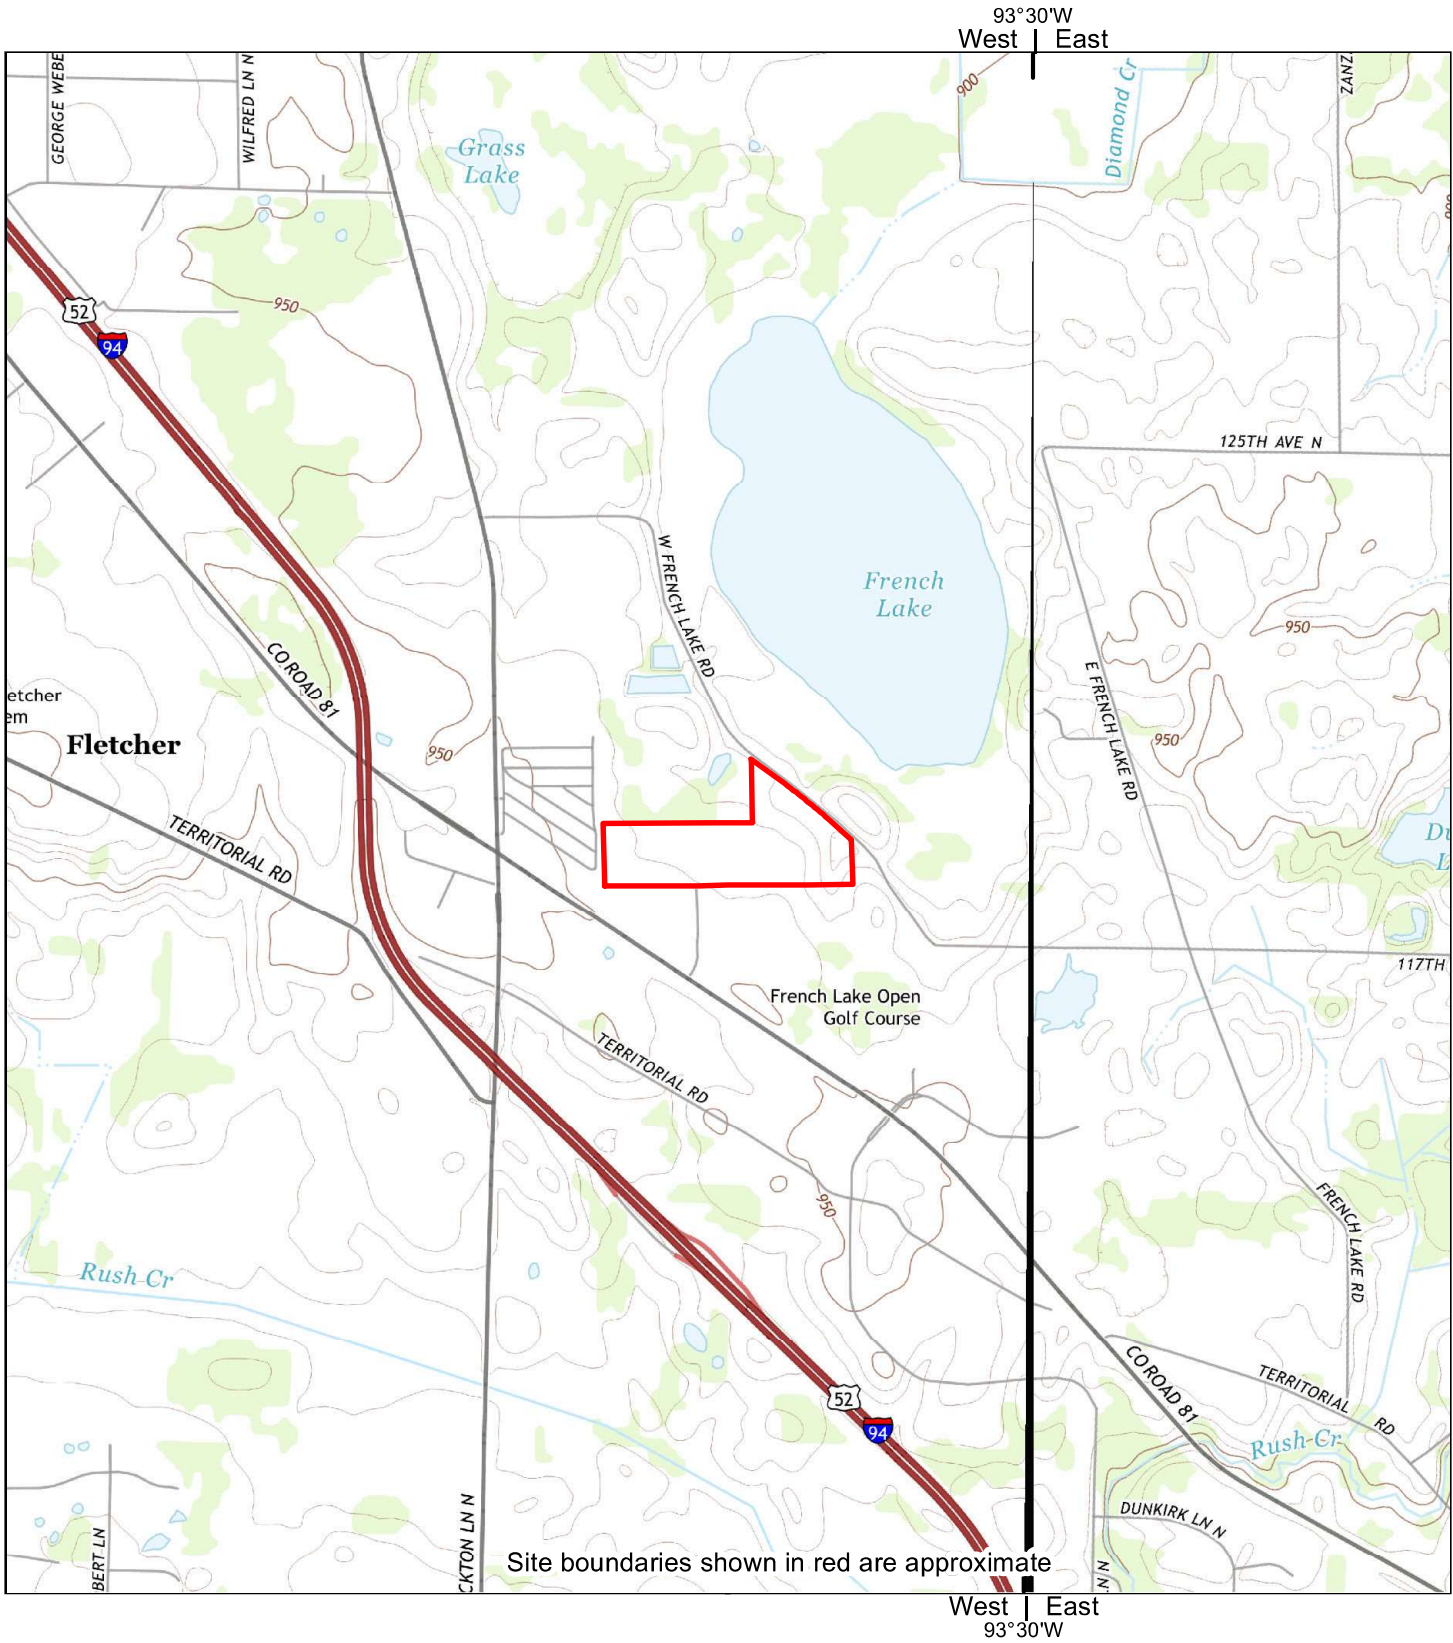 93°30'W
West East
GEORGE WEBE
WILFRED LN N
900
Diamond Cr
ZANZ
Grass
Lake
950
52
94
125TH AVE N
W FRENCH LAKE RD
French
Lake
950
CO ROAD 81
E FRENCH LAKE RD
etcher
em
Fletcher
950
950
TERRITORIAL RD
117TH
French Lake Open
Golf Course
TERRITORIAL RD
950
FRENCH LAKE RD
Rush Cr
CO ROAD 81
TERRITORIAL RD
52
94
Rush Cr
DUNKIRK LN N
BERT LN
CKTON LN N
Site boundaries shown in red are approximate
West East
93°30'W